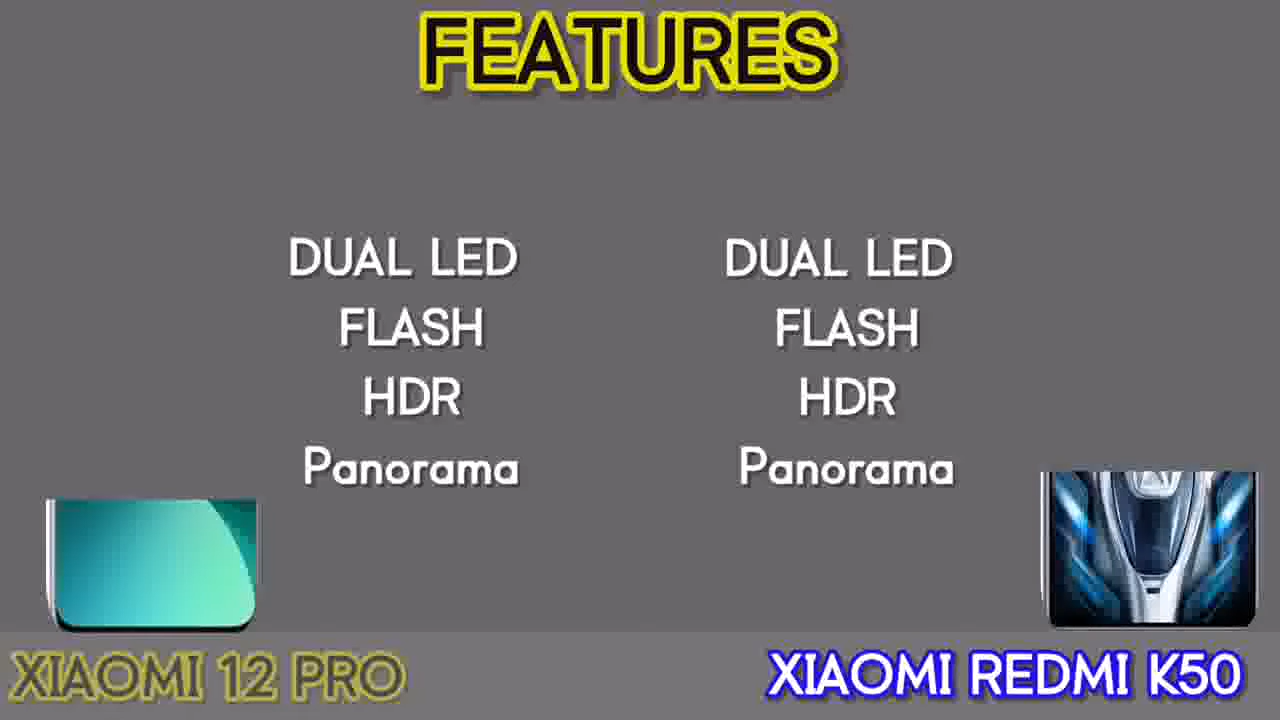 FEATURES
DUAL LED
FLASH
HDR
Panorama
DUAL LED
FLASH
HDR
Panorama
XIAOMI 12 PRO
XIAOMI REDMI K50